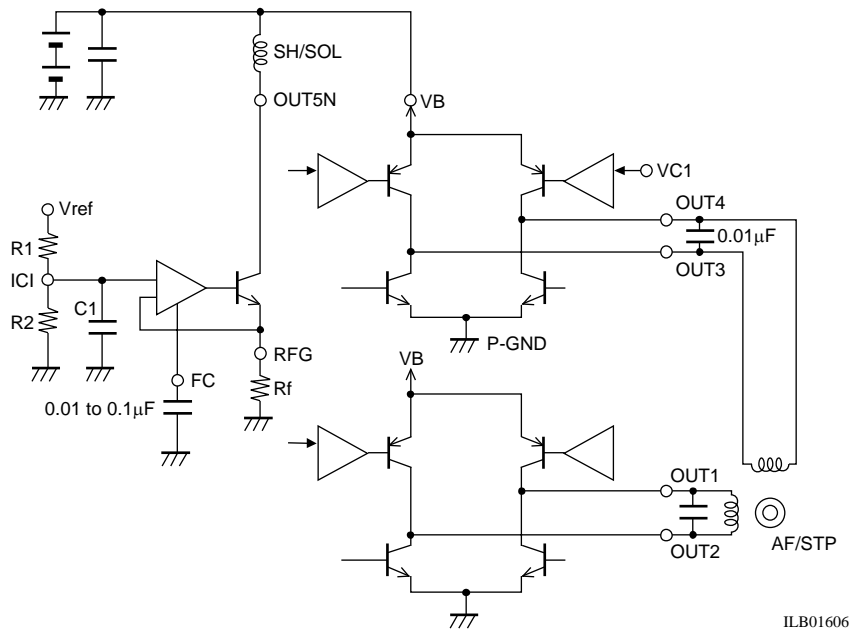 SH/SOL
OUT5N
VB
VC1
OUT4
0.01μF
OUT3
Vref
R1
ICI
R2
C1
P-GND
RFG
FC
Rf
0.01 to 0.1μF
VB
OUT1
OUT2
AF/STP
ILB01606